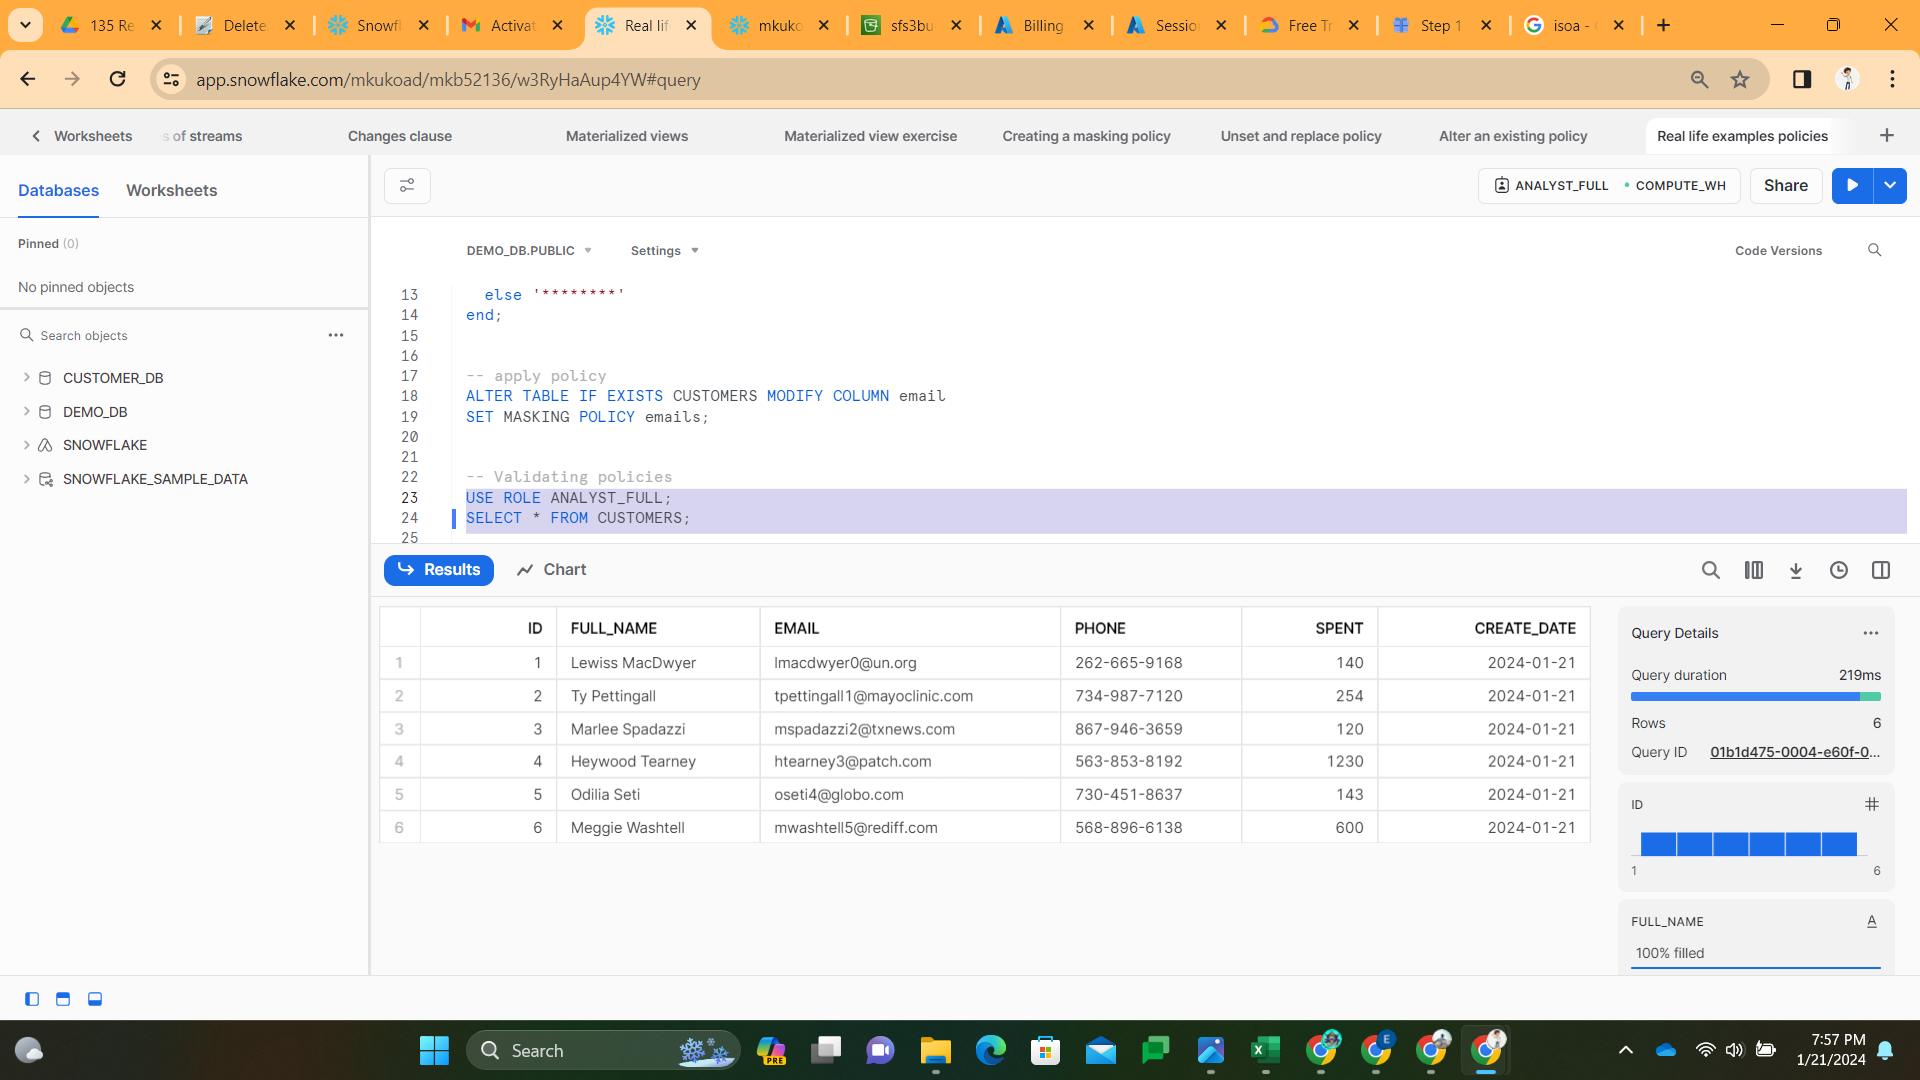 135 Re
Delete
Snowfl
Activat
Real lif
mkuko
sfs3bu
Billing
Sessio
Free Tr
Step 1
isoa -
app.snowflake.com/mkukoad/mkb52136/w3RyHaAup4YW#query
Worksheets
s of streams
Changes clause
Materialized views
Materialized view exercise
Creating a masking policy
Unset and replace policy
Alter an existing policy
Real life examples policies
Databases
Worksheets
ANALYST_FULL
COMPUTE_WH
Share
Pinned (0)
No pinned objects
Search objects
CUSTOMER_DB
DEMO_DB
SNOWFLAKE
SNOWFLAKE_SAMPLE_DATA
DEMO_DB.PUBLIC
Settings
Code Versions
13 else '********'
14 end;
15
16
17 -- apply policy
18 ALTER TABLE IF EXISTS CUSTOMERS MODIFY COLUMN email
19 SET MASKING POLICY emails;
20
21
22 -- Validating policies
23 USE ROLE ANALYST_FULL;
24 SELECT * FROM CUSTOMERS;
25
Results
Chart
ID FULL_NAME EMAIL PHONE SPENT CREATE_DATE
1 1 Lewiss MacDwyer lmacdwyer0@un.org 262-665-9168 140 2024-01-21
2 2 Ty Pettingall tpettingall1@mayoclinic.com 734-987-7120 254 2024-01-21
3 3 Marlee Spadazzi mspadazzi2@txnews.com 867-946-3659 120 2024-01-21
4 4 Heywood Tearney htearney3@patch.com 563-853-8192 1230 2024-01-21
5 5 Odilia Seti oseti4@globo.com 730-451-8637 143 2024-01-21
6 6 Meggie Washtell mwashtell5@rediff.com 568-896-6138 600 2024-01-21
Query Details
Query duration 219ms
Rows 6
Query ID 01b1d475-0004-e60f-0...
ID
1 6
FULL_NAME
A
100% filled
Search
PRE
E
7:57 PM
1/21/2024